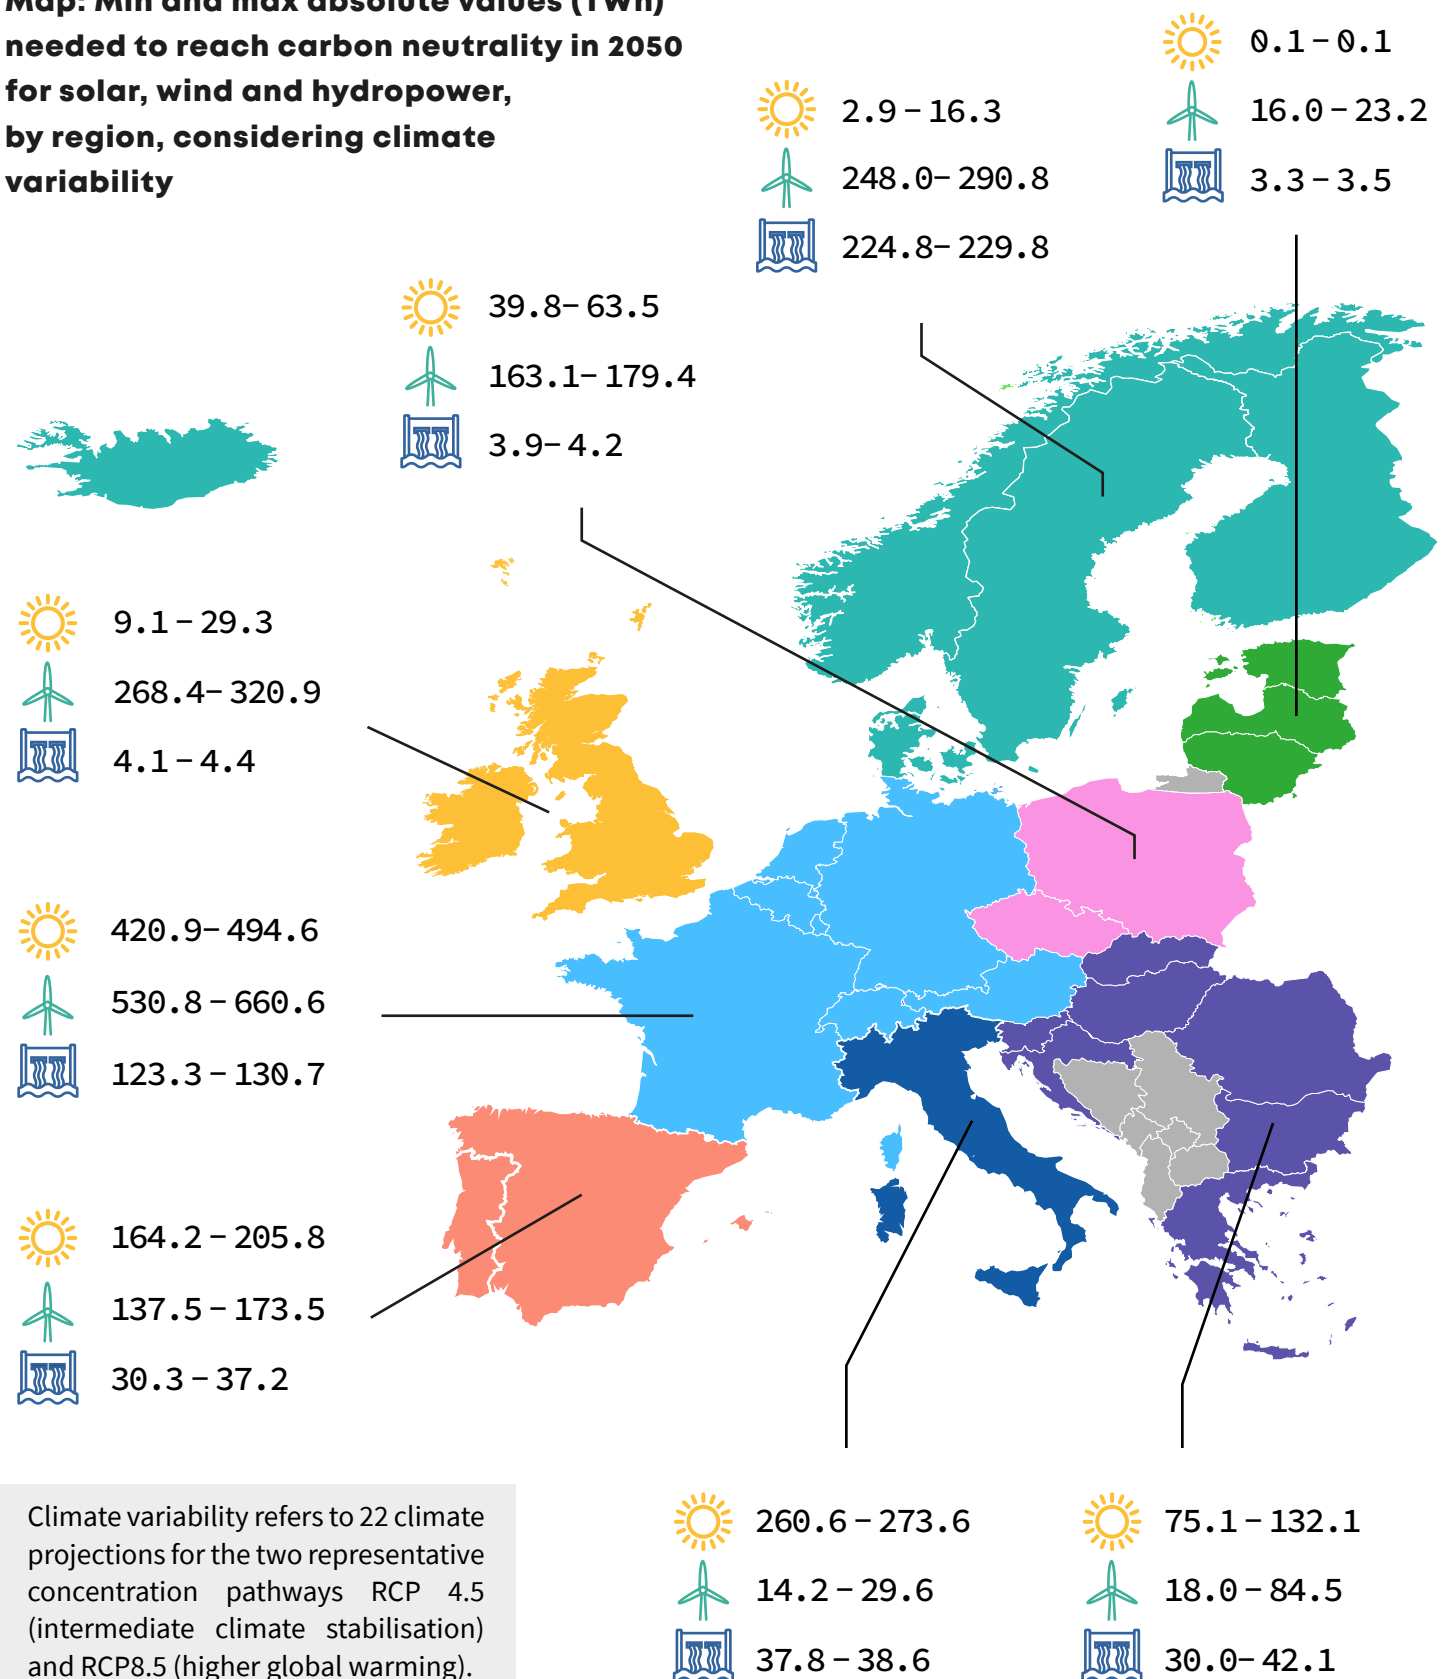 Map: Min and max absolute values (TWh)
needed to reach carbon neutrality in 2050
for solar, wind and hydropower,
by region, considering climate
variability
0.1 – 0.1
16.0 – 23.2
3.3 – 3.5
2.9 – 16.3
248.0– 290.8
224.8– 229.8
39.8– 63.5
163.1– 179.4
3.9– 4.2
9.1 – 29.3
268.4– 320.9
4.1 – 4.4
420.9– 494.6
530.8 – 660.6
123.3 – 130.7
164.2 – 205.8
137.5 – 173.5
30.3 – 37.2
260.6 – 273.6
14.2 – 29.6
37.8 – 38.6
75.1 – 132.1
18.0 – 84.5
30.0– 42.1
Climate variability refers to 22 climate
projections for the two representative
concentration pathways RCP 4.5
(intermediate climate stabilisation)
and RCP8.5 (higher global warming).